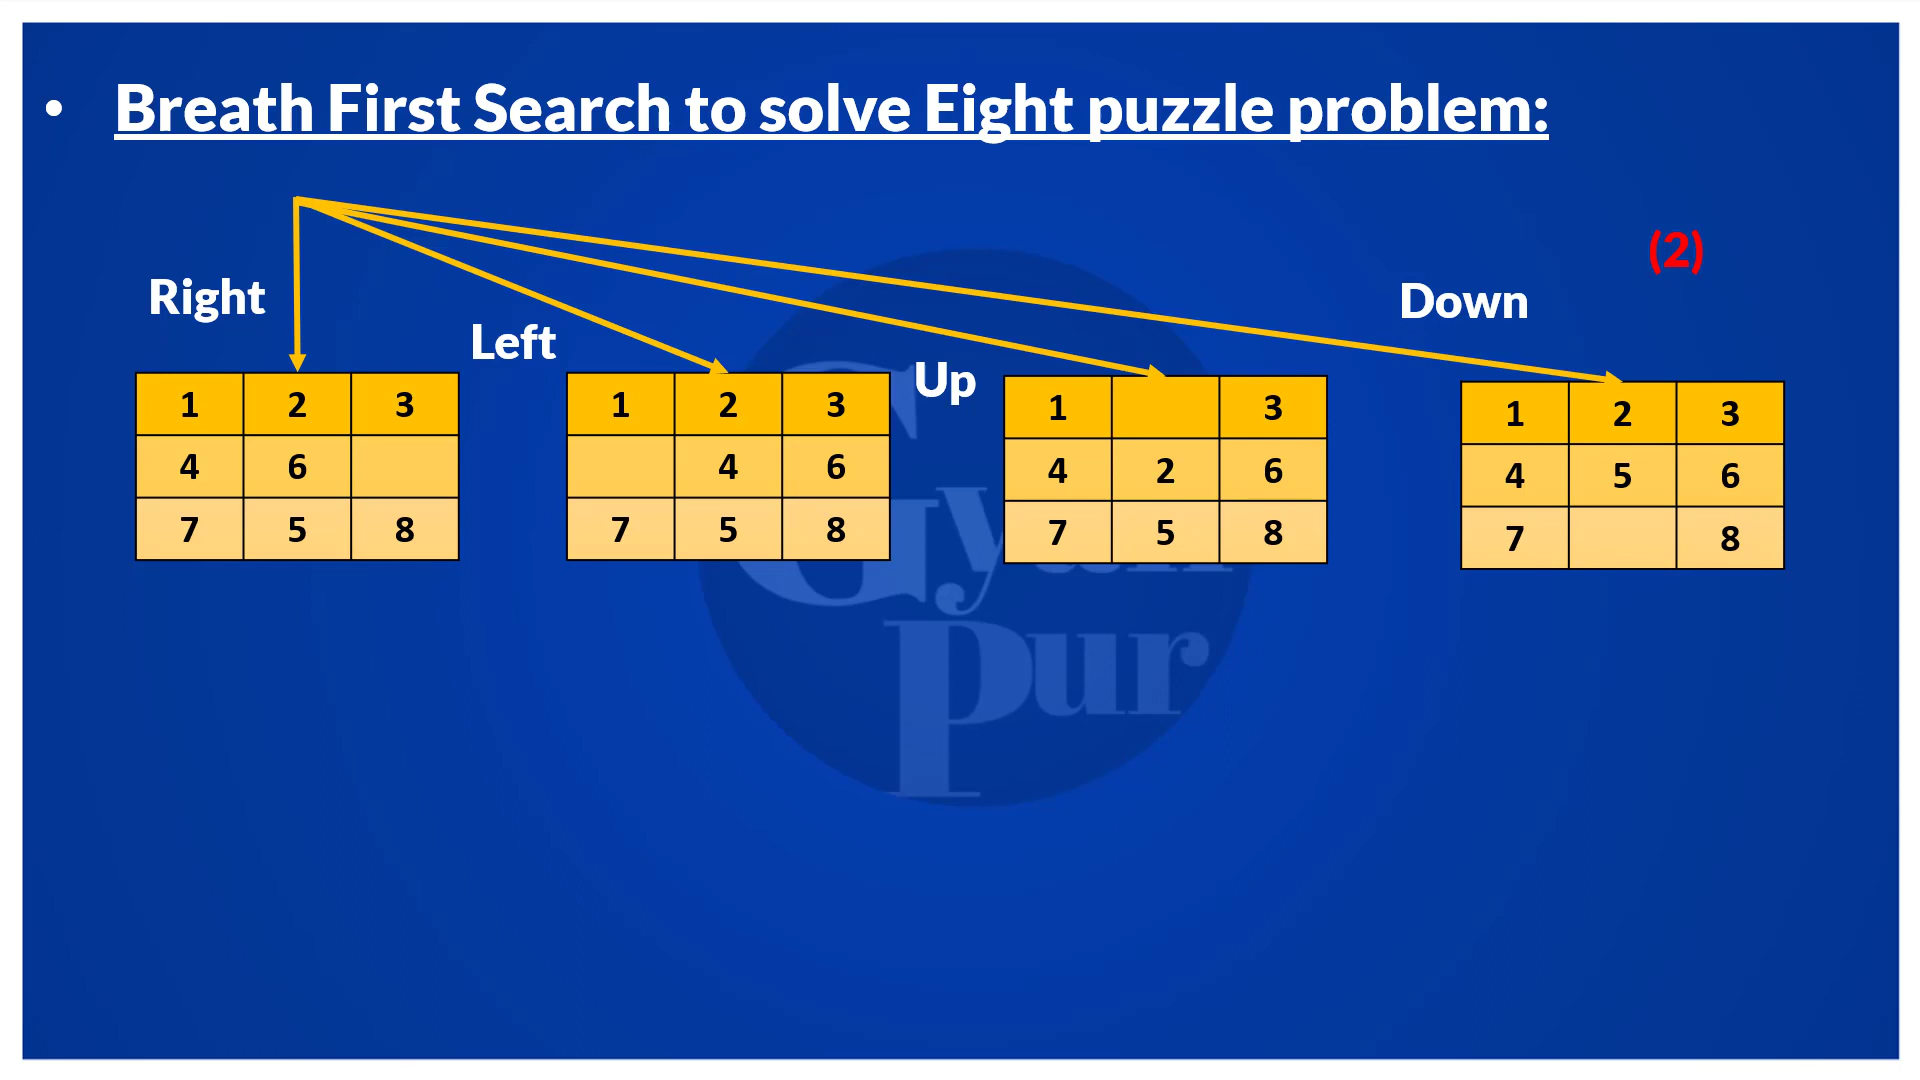 • Breath First Search to solve Eight puzzle problem:
(2)
Right
Left
Up
Down
1 2 3
4 6
7 5 8
1 2 3
4 6
7 5 8
1 3
4 2 6
7 5 8
1 2 3
4 5 6
7 8
Pur